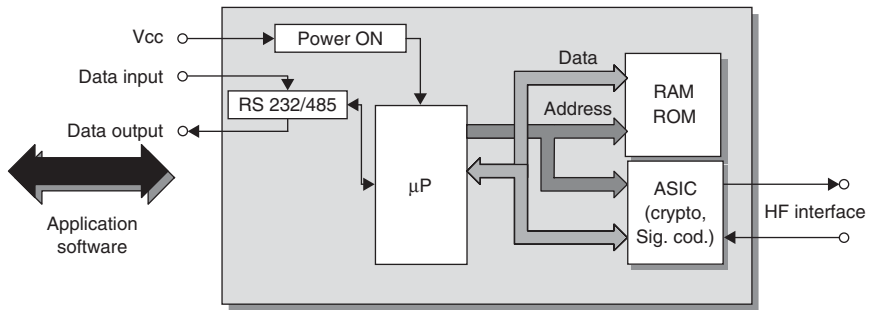 Vcc
Power ON
Data input
RS 232/485
Data output
Data
Address
RAM
ROM
μP
ASIC
(crypto,
Sig. cod.)
HF interface
Application
software